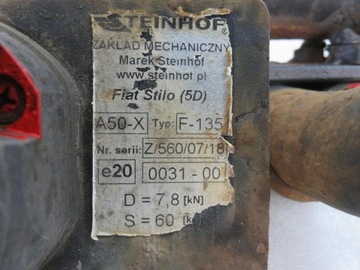 STEINHOF
ZAKŁAD MECHANICZNY
Marek Steinhof
www.steinhof.pl
Fiat Stilo (5D)
A50-X Typ: F-135
Nr. serii: Z/560/07/18
e20 0031 - 00
D = 7,8 [kN]
S = 60